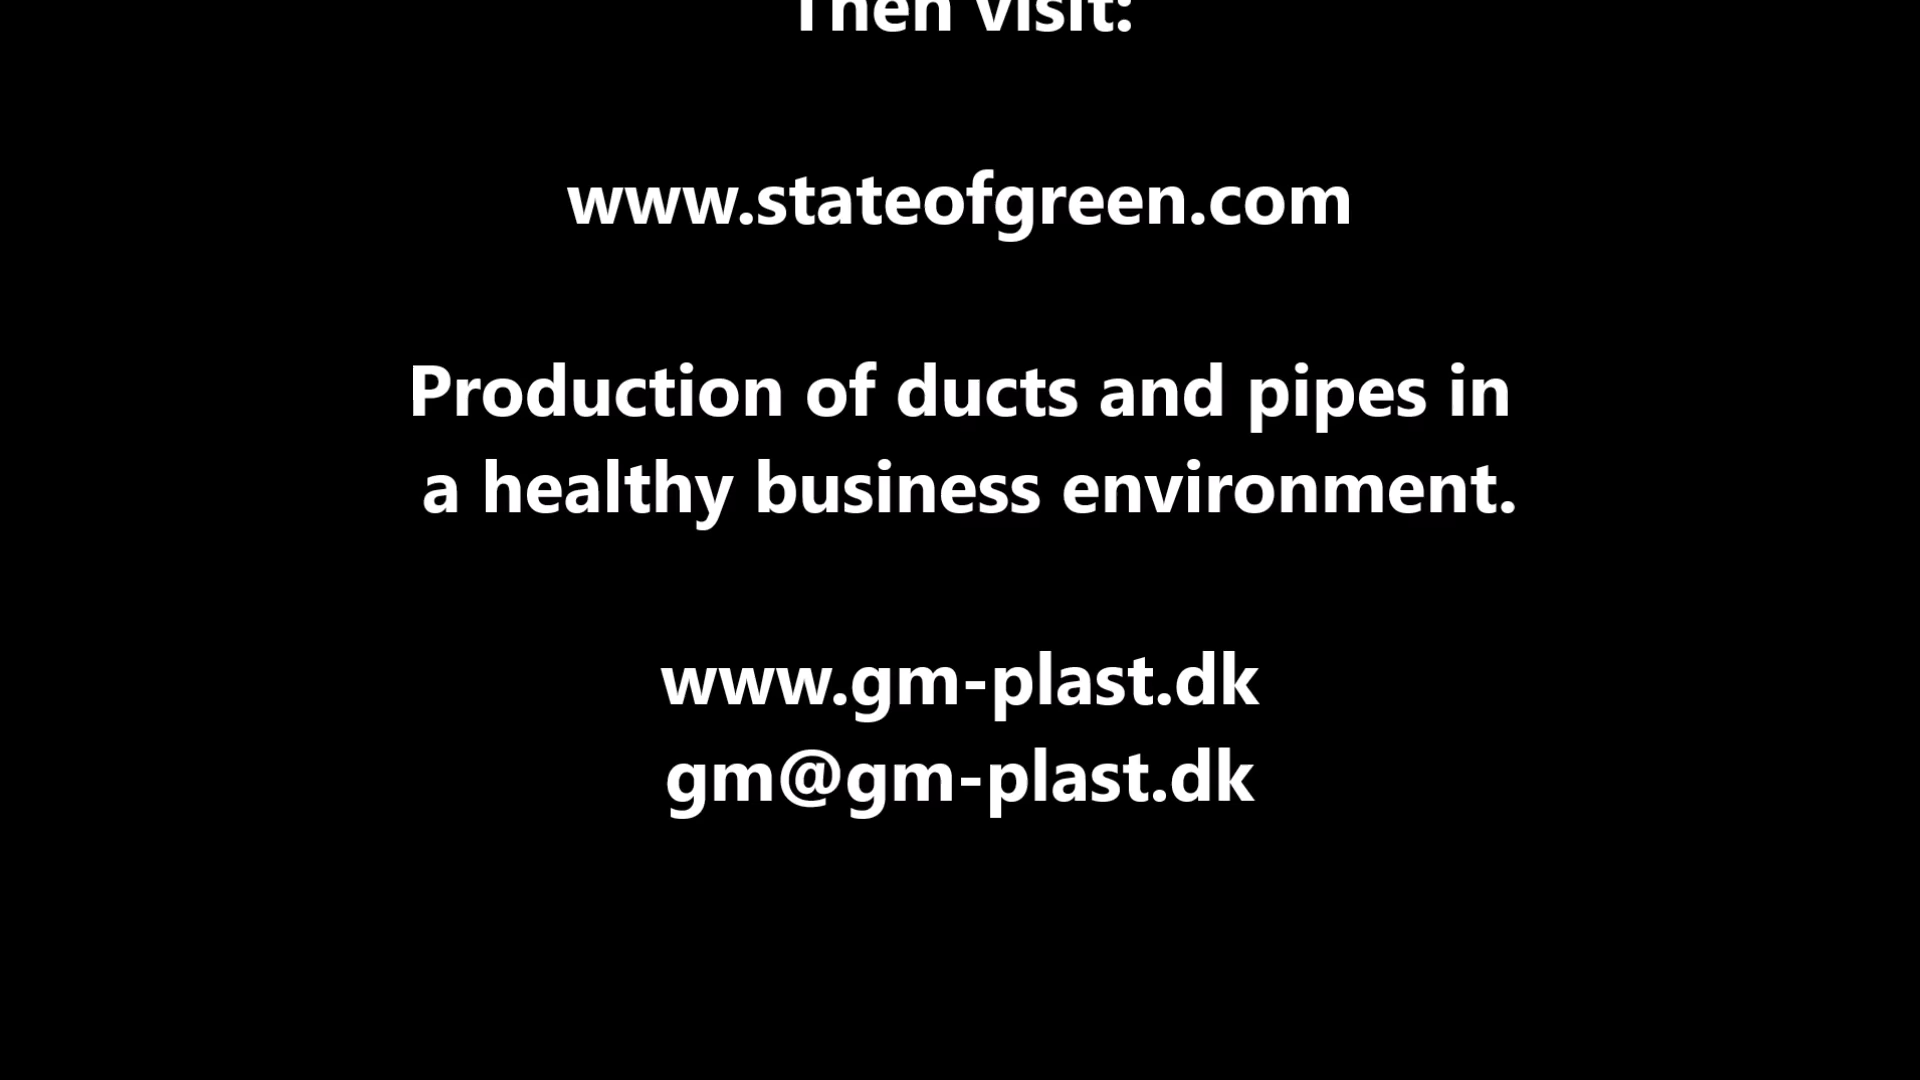 Then visit:
www.stateofgreen.com
Production of ducts and pipes in
a healthy business environment.
www.gm-plast.dk
gm@gm-plast.dk